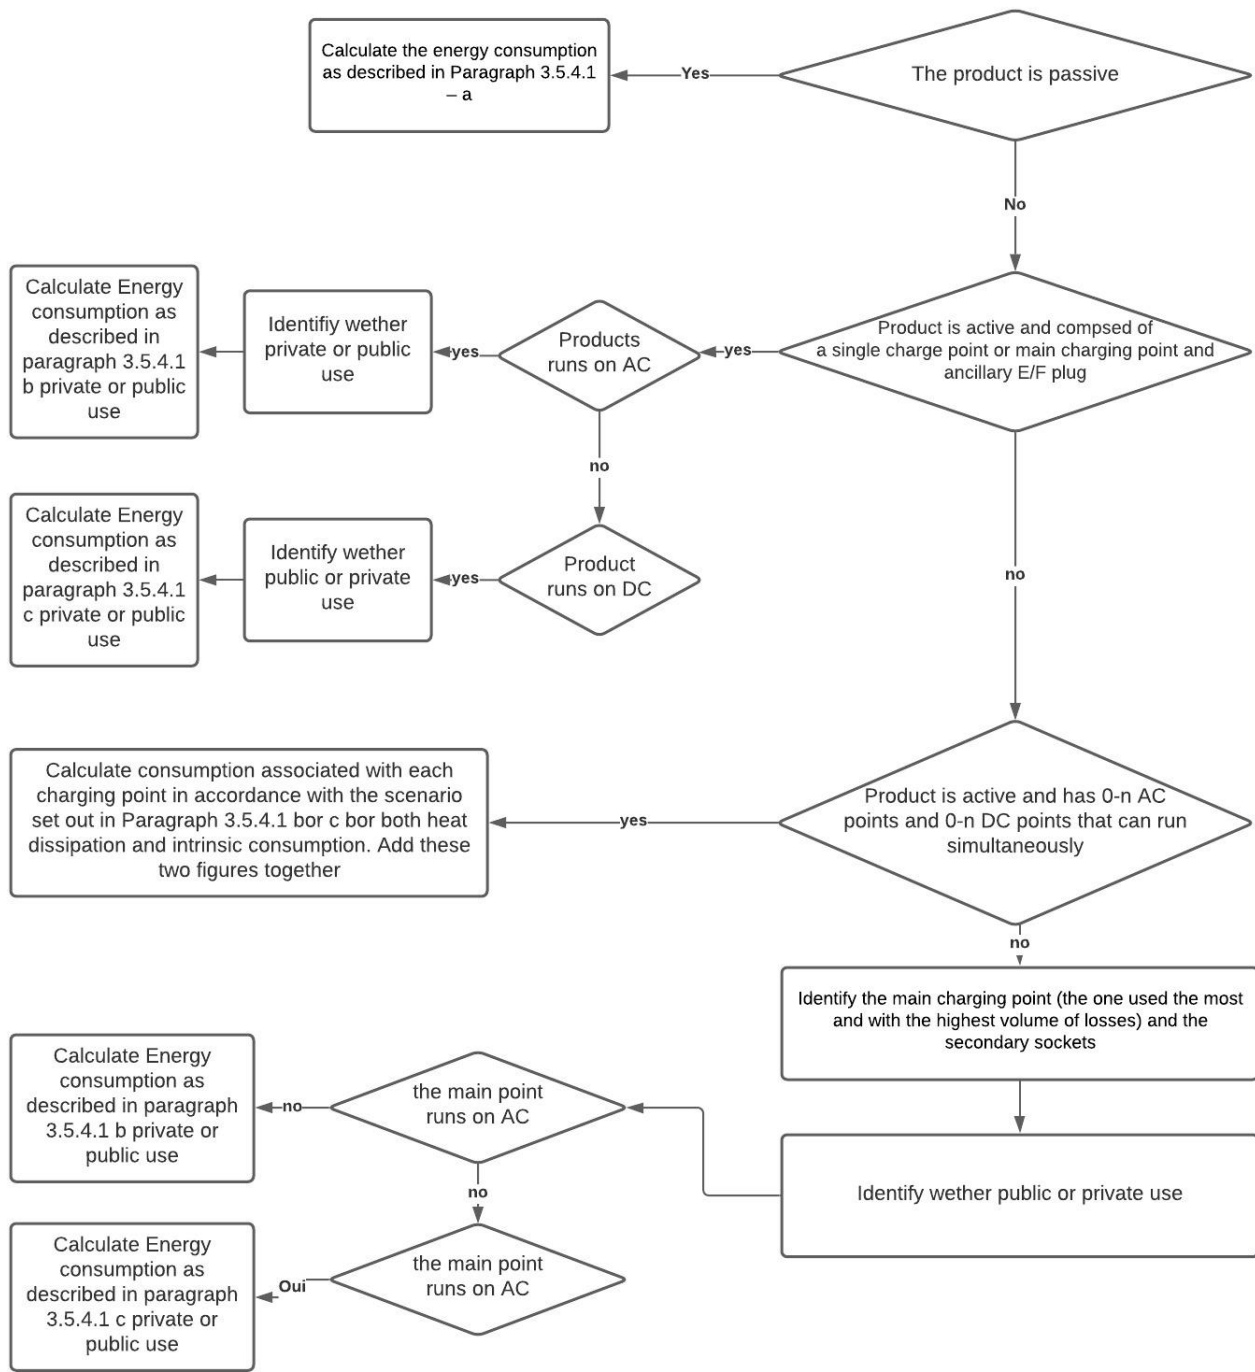 Calculate the energy consumption
as described in Paragraph 3.5.4.1
– a
Yes
The product is passive
No
Calculate Energy
consumption as
described in
paragraph 3.5.4.1
b private or public
use
Identifiy wether
private or public
use
yes
Products
runs on AC
yes
Product is active and compsed of
a single charge point or main charging point and
ancillary E/F plug
no
no
Calculate Energy
consumption as
described in
paragraph 3.5.4.1
c private or public
use
Identify wether
public or private
use
yes
Product
runs on DC
Calculate consumption associated with each
charging point in accordance with the scenario
set out in Paragraph 3.5.4.1 bor c bor both heat
dissipation and intrinsic consumption. Add these
two figures together
yes
Product is active and has 0-n AC
points and 0-n DC points that can run
simultaneously
no
Identify the main charging point (the one used the most
and with the highest volume of losses) and the
secondary sockets
Identify wether public or private use
Calculate Energy
consumption as
described in paragraph
3.5.4.1 b private or
public use
no
the main point
runs on AC
no
Calculate Energy
consumption as
described in paragraph
3.5.4.1 c private or
public use
Oui
the main point
runs on AC